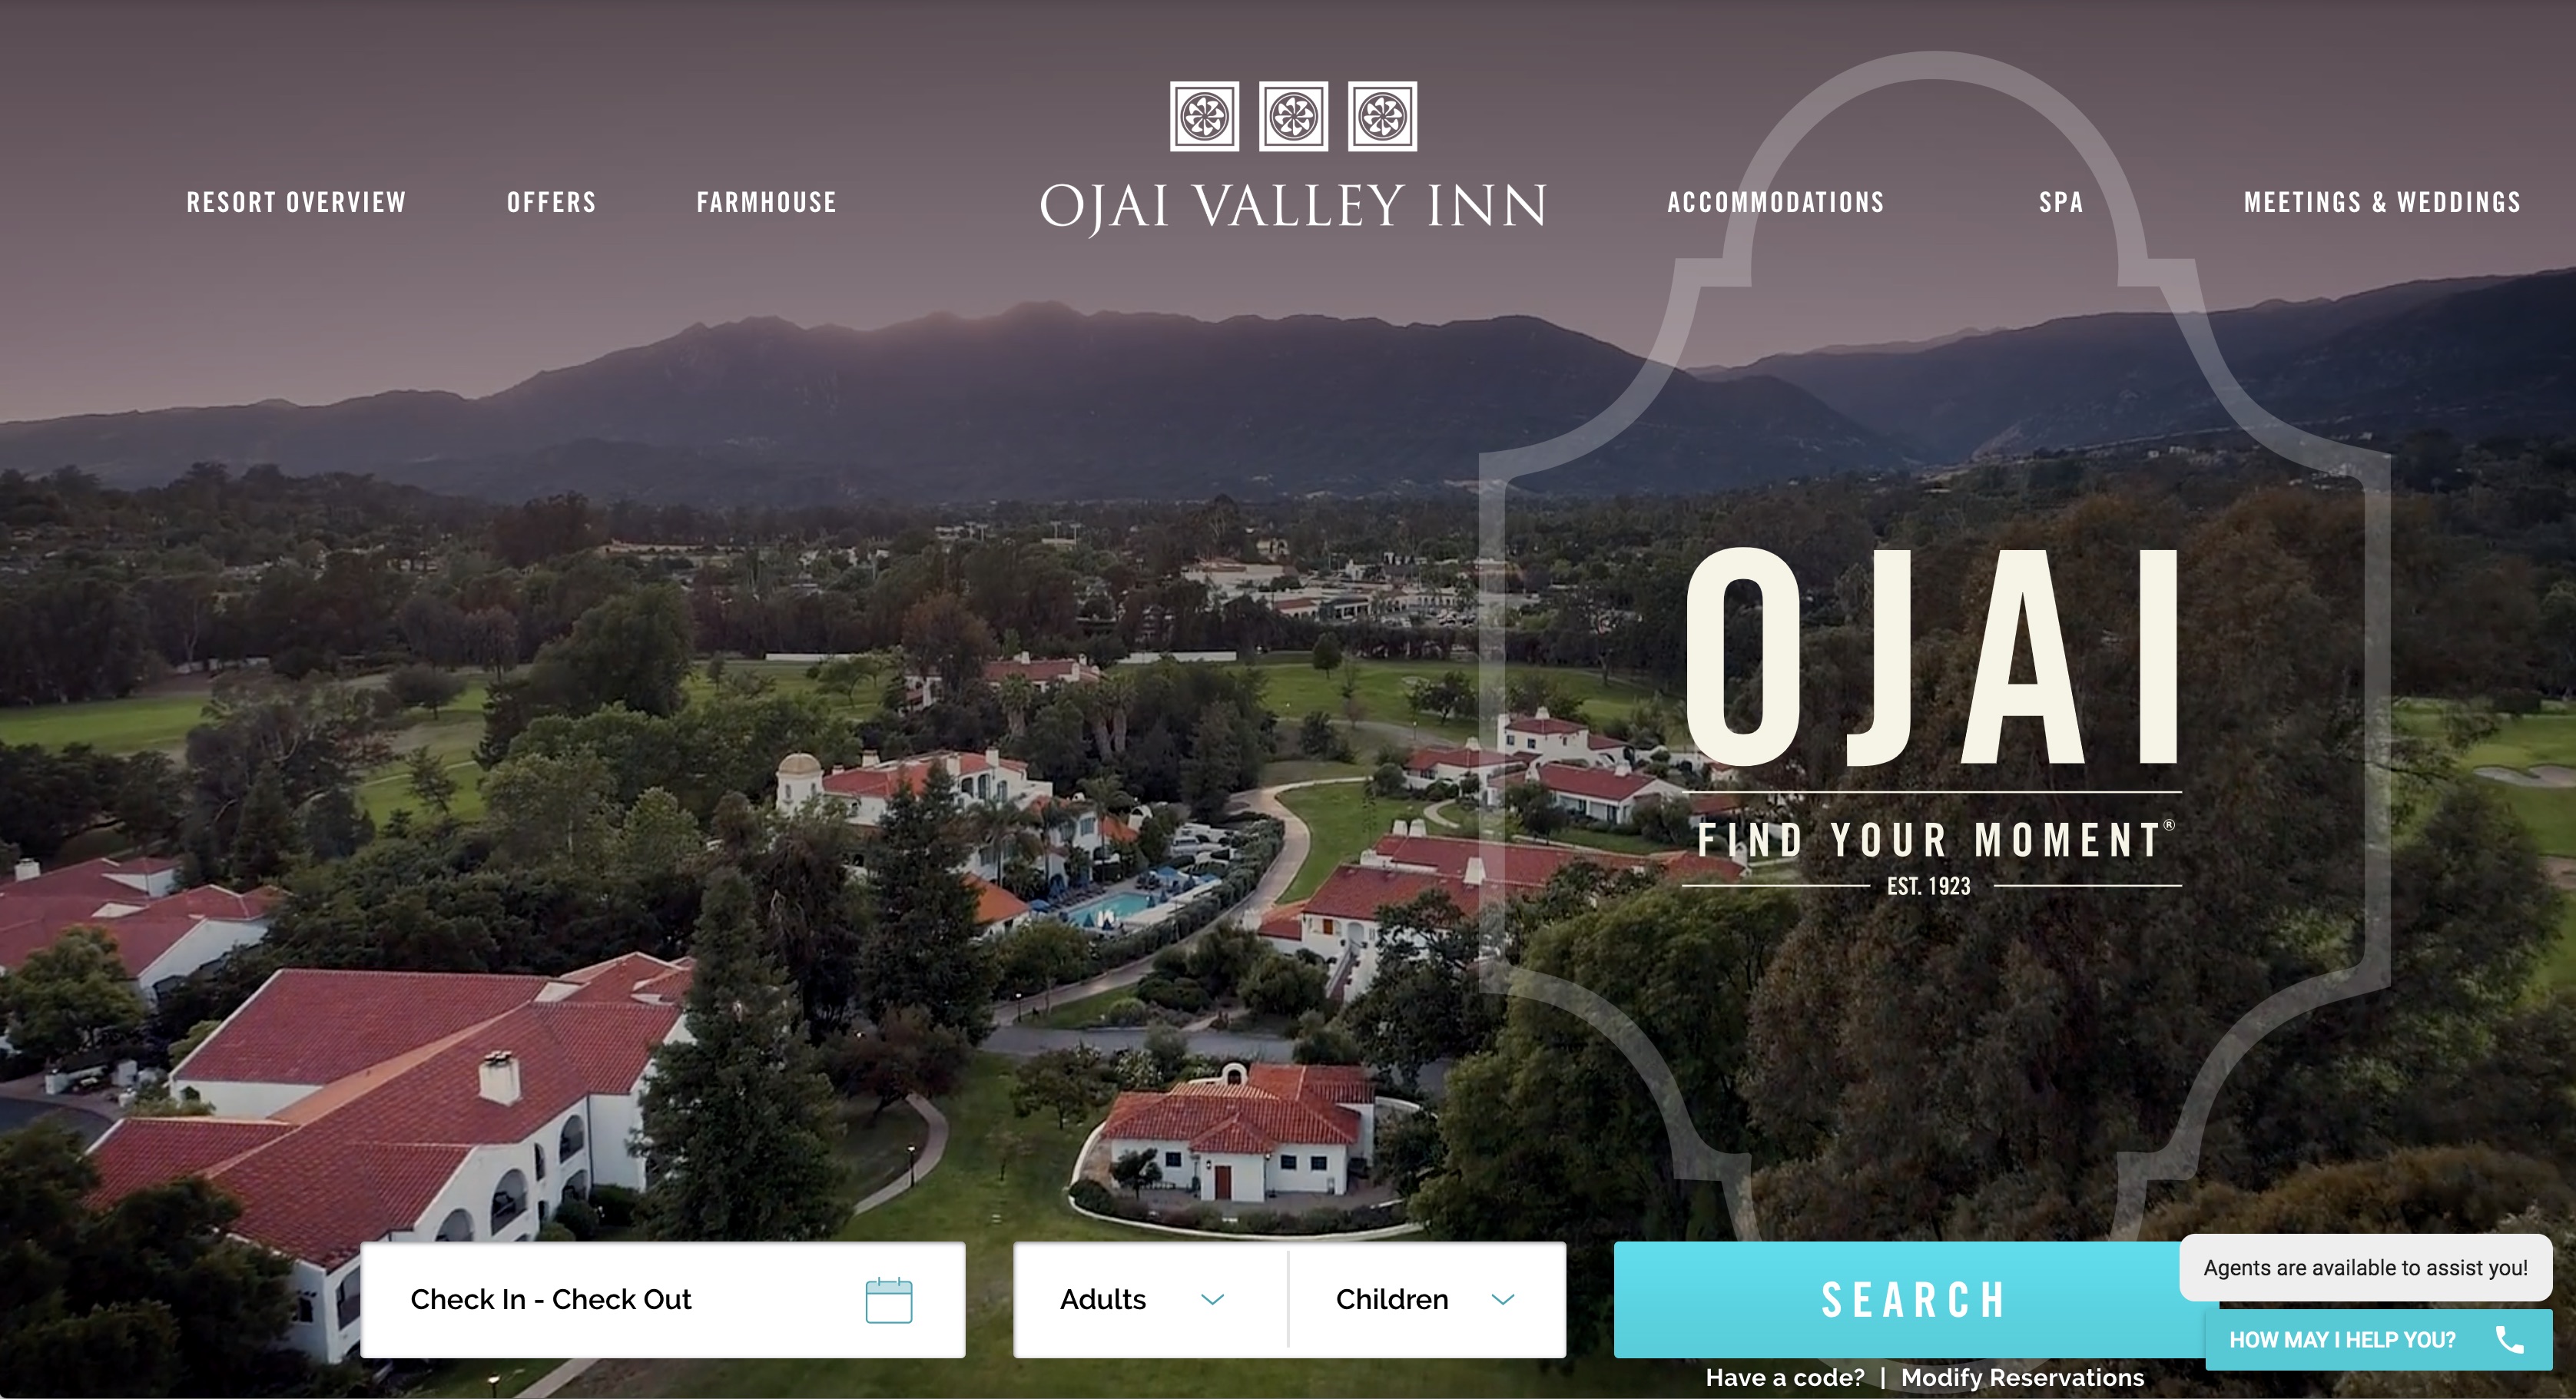 RESORT OVERVIEW
OFFERS
FARMHOUSE
OJAI VALLEY INN
ACCOMMODATIONS
SPA
MEETINGS & WEDDINGS
OJAI
FIND YOUR MOMENT®
EST. 1923
Check In - Check Out
Adults
Children
SEARCH
Agents are available to assist you!
HOW MAY I HELP YOU?
Have a code? | Modify Reservations